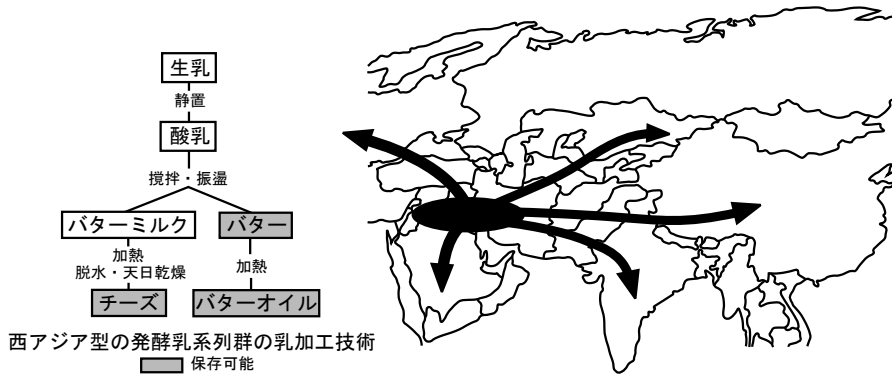 生乳
静置
酸乳
撹拌・振盪
バターミルク
バター
加熱
脱水・天日乾燥
加熱
チーズ
バターオイル
西アジア型の発酵乳系列群の乳加工技術
保存可能